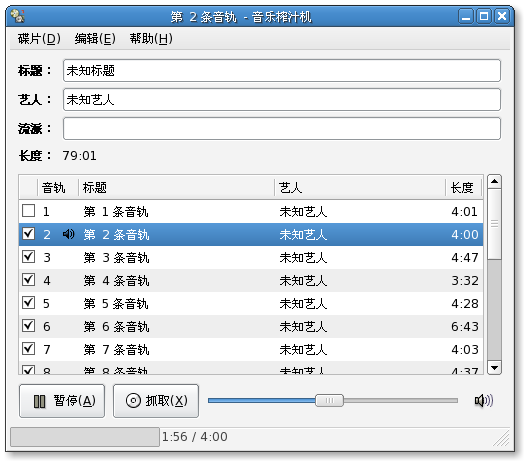 第 2 条音轨 - 音乐榨汁机
碟片(D) 编辑(E) 帮助(H)
标题： 未知标题
艺人： 未知艺人
流派：
长度： 79:01
音轨 标题 艺人 长度
1 第 1 条音轨 未知艺人 4:01
2 第 2 条音轨 未知艺人 4:00
3 第 3 条音轨 未知艺人 4:47
4 第 4 条音轨 未知艺人 3:32
5 第 5 条音轨 未知艺人 4:28
6 第 6 条音轨 未知艺人 6:43
7 第 7 条音轨 未知艺人 4:03
8 第 8 条音轨 未知艺人 4:37
暂停(A) 抓取(X)
1:56 / 4:00